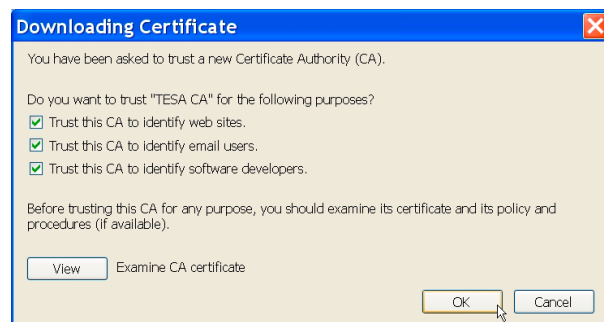 Downloading Certificate
You have been asked to trust a new Certificate Authority (CA).
Do you want to trust "TESA CA" for the following purposes?
Trust this CA to identify web sites.
Trust this CA to identify email users.
Trust this CA to identify software developers.
Before trusting this CA for any purpose, you should examine its certificate and its policy and
procedures (if available).
View Examine CA certificate
OK Cancel